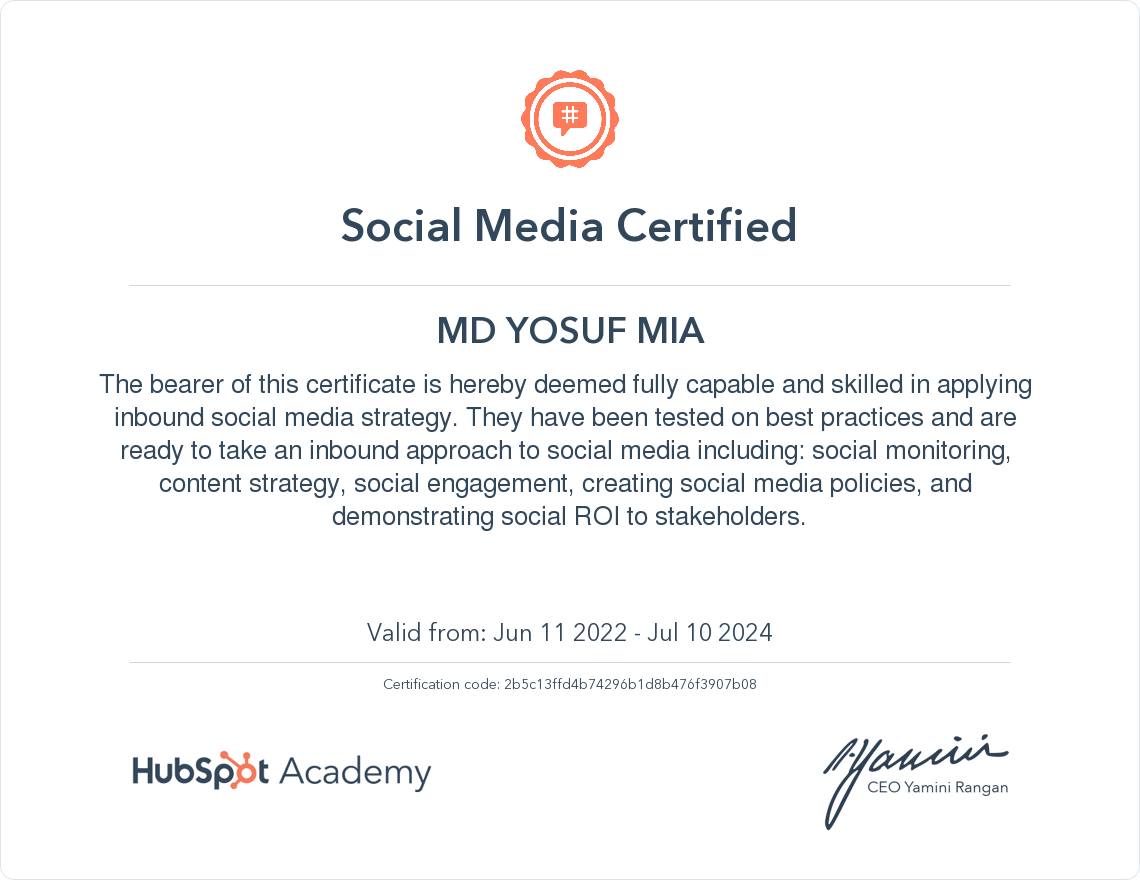 #
Social Media Certified
MD YOSUF MIA
The bearer of this certificate is hereby deemed fully capable and skilled in applying
inbound social media strategy. They have been tested on best practices and are
ready to take an inbound approach to social media including: social monitoring,
content strategy, social engagement, creating social media policies, and
demonstrating social ROI to stakeholders.
Valid from: Jun 11 2022 - Jul 10 2024
Certification code: 2b5c13ffd4b74296b1d8b476f3907b08
HubSpot Academy
CEO Yamini Rangan